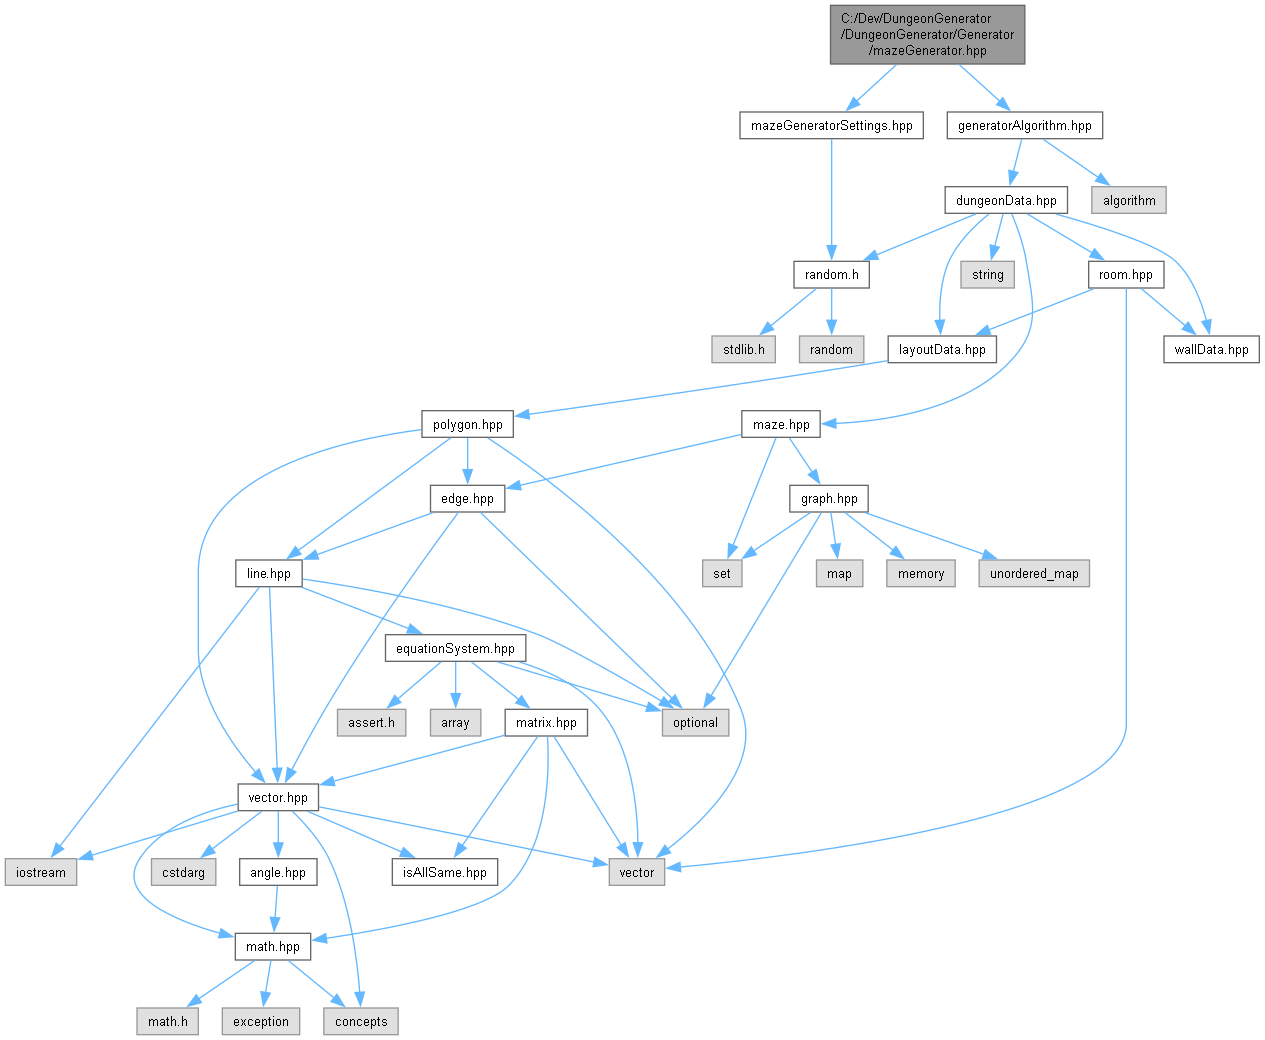 C:/Dev/DungeonGenerator
/DungeonGenerator/Generator
/mazeGenerator.hpp
mazeGeneratorSettings.hpp
generatorAlgorithm.hpp
dungeonData.hpp
algorithm
random.h
string
room.hpp
stdlib.h
random
layoutData.hpp
wallData.hpp
polygon.hpp
maze.hpp
edge.hpp
graph.hpp
line.hpp
set
map
memory
unordered_map
equationSystem.hpp
assert.h
array
matrix.hpp
optional
vector.hpp
iostream
cstdarg
angle.hpp
isAllSame.hpp
vector
math.hpp
math.h
exception
concepts